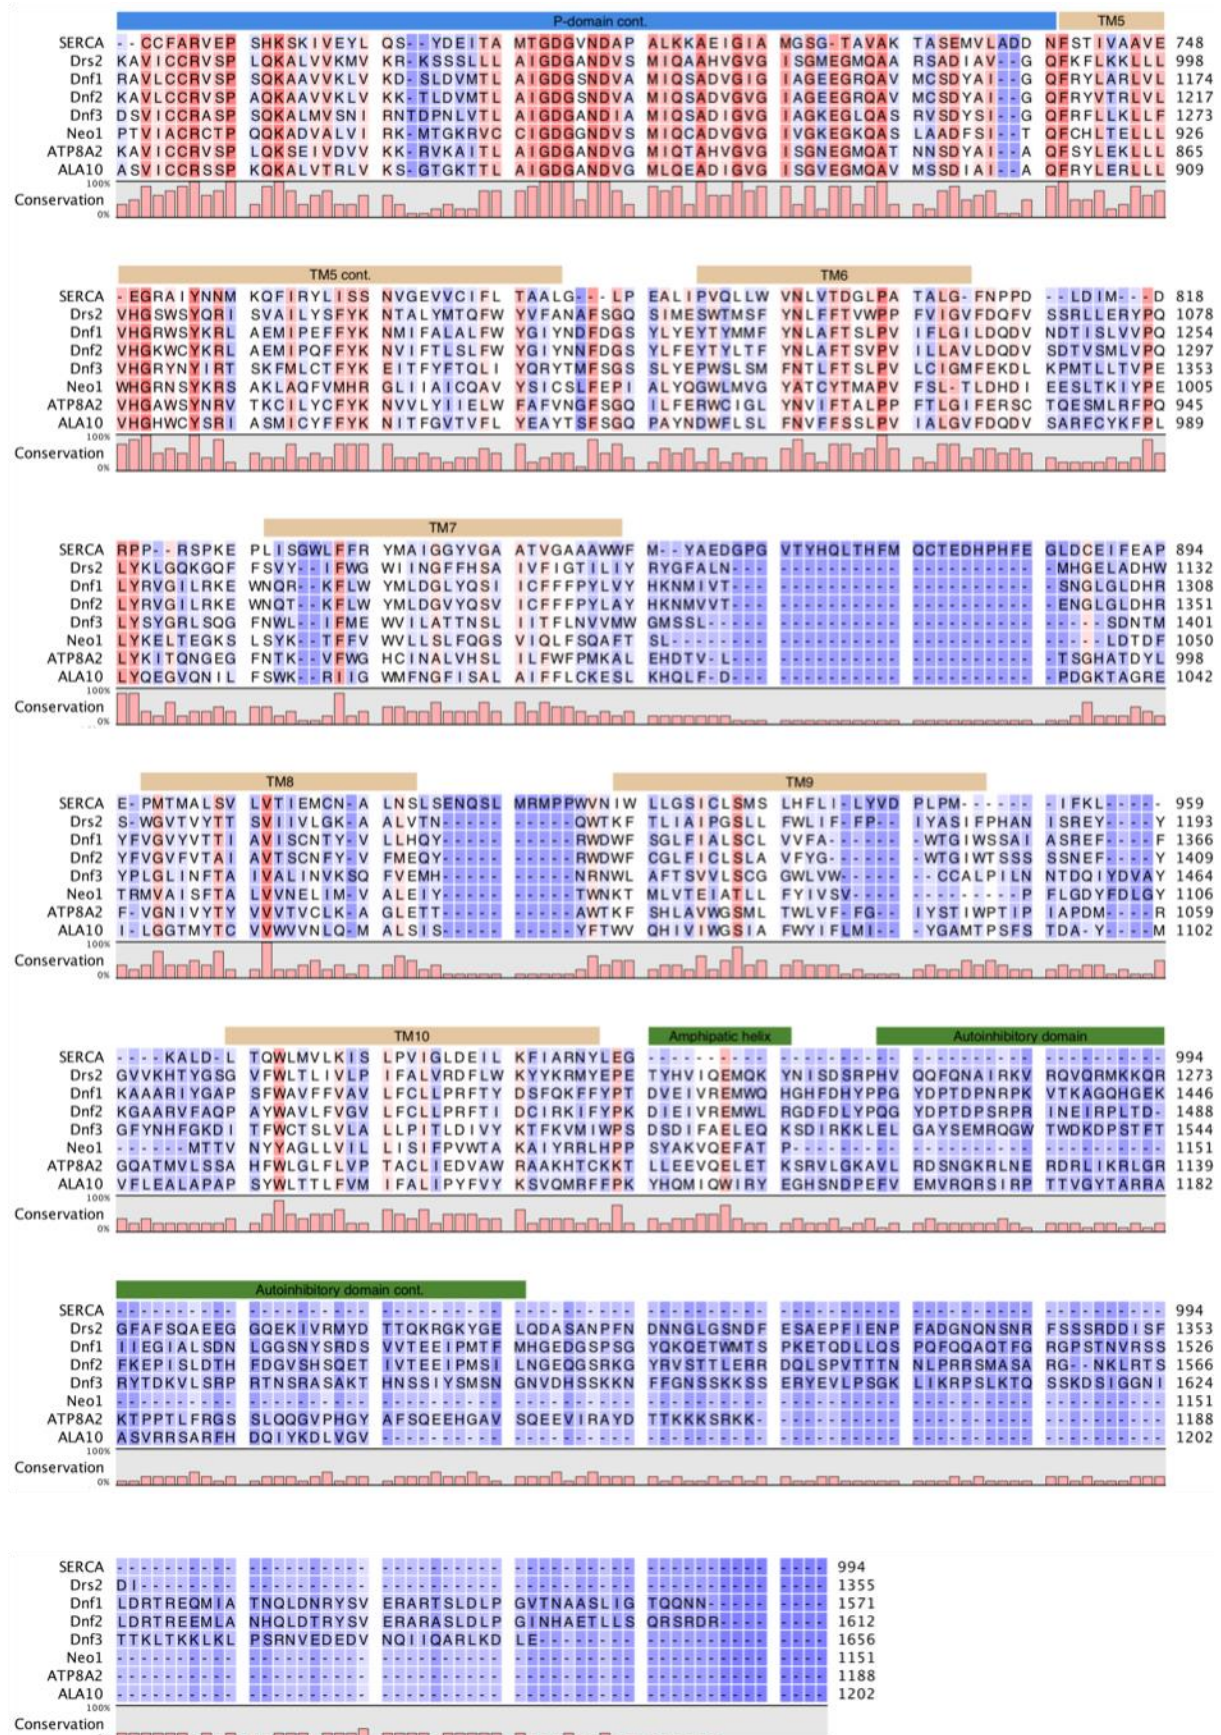 P-domain cont. TM5
SERCA - - CCFARVEP SHKSKIVEYL QS- - YDEITA MTGDGVNDAP ALKKAEIGIA MGSG- TAVAK TASEMVLADD NFSTIVAAVE 748
Drs2 KAVICCRVSP LQKALVVKMV KR- KSSSLLL AIGDGANDVS MIQAAHVGVG ISGMEGMQAA RSADIAV- - G QFKFLKKLLL 998
Dnf1 RAVLCCRVSP SQKAAVVKLV KD- SLDVMTL AIGDGSNDVA MIQSADVGIG IAGEEGRQAV MCSDYAI- - G QFRYLARLVL 1174
Dnf2 KAVLCCRVSP AQKAAVVKLV KK- TLDVMTL AIGDGSNDVA MIQSADVGVG IAGEEGRQAV MCSDYAI- - G QFRYVTRLVL 1217
Dnf3 DSVICCRASP SQKALMVSNI RNTDPNLVTL AIGDGANDIA MIQSADIGVG IAGKEGLQAS RVSDYSI- - G QFRFLLKLLF 1273
Neo1 PTVIACRCTP QQKADVALVI RK- MTGKRVCC CIGDGGNDVS MIQCADVGVG IVGKEGKQAS LAADFSI- - T QFCHLTELLL 926
ATP8A2 KAVICCRVSP LQKSEIVDVV KK- RVKAITL AIGDGANDVG MIQTAHVGVG ISGNEGMQAT NNSDYAI- - A QFSYLEKLLL 865
ALA10 ASVICCRSSP KQKALVTRLV KS- GTGKTTL AIGDGANDVG MLQEADIGVG ISGVEGMQAV MSSDIAI- - A QFRYLERLLL 909
100%
Conservation
0%
TM5 cont. TM6
SERCA - EGRAIYNNM KQFIRYLISS NVGEVVCIFL TAALG- - - LP EALIPVQLLW VNLVTDGLPA TALG- FNPPD - - LDIM- - - D 818
Drs2 VHGSWSYQRI SVAILYSFYK NTALYMTQFW YVFANAFSGQ SIMESWTMSF YNLFFTVWPP FVIGVFDQFV SSRLLERYPQ 1078
Dnf1 VHGRWSYKRL AEMIPEFFYK NMIFALALFW YGIYNDFDGS YLYEYTYMMF YNLAFTSLPV IFLGILDQDV NDTISLVVPQ 1254
Dnf2 VHGKWCYKRL AEMIPQFFYK NVIFTLSLFW YGIYNNFDGS YLFEYTYLTF YNLAFTSVPV ILLAVLDQDV SDTVSMLVPQ 1297
Dnf3 VHGRYNYIRT SKFMLCTFYK EITFYFTQLI YQRYTMFSGS SLYEPWSLSM FNTLFTSLPV LCIGMFEKDL KPMTLLTVPE 1353
Neo1 WHGRNSYKRS AKLAQFVMHR GLIIAICQAV YSICSLFEPI ALYQGWLMVG YATCYTMAPV FSL- TLDHDI EESLTKIYPE 1005
ATP8A2 VHGAWSYNRV TKCILYCFYK NVVLYIIELW FAFVNGFSGQ ILFERWCIGL YNVIFTALPP FTLGIFERSC TQESMLRFPQ 945
ALA10 VHGHWCYSRI ASMICYFFYK NITFGVTVFL YEAYTSFSGQ PAYNDWFLSL FNVFFSSLPV IALGVFDQDV SARFCYKFPL 989
100%
Conservation
0%
TM7
SERCA RPP- - RSPKE PLISGWLFFR YMAIGGYVGA ATVGAAAWWF M- - YAEDGPG VTYHQLTHFM QCTEDHPHFE GLDCEIFEAP 894
Drs2 LYKLGQKGQF FSVY- - IFWG WIINGFFHSA IVFIGTILIY RYGFALN- - - - - - - - - - - - - - - - - - - - - - - MHGELADHW 1132
Dnf1 LYRVGILRKE WNQR- - KFLW YMLDGLYQSI ICFFFPYLVY HKNMIVT- - - - - - - - - - - - - - - - - - - - - - - SNGLGLDHR 1308
Dnf2 LYRVGILRKE WNQT- - KFLW YMLDGVYQSV ICFFFPYLAY HKNMVVT- - - - - - - - - - - - - - - - - - - - - - - ENGLGLDHR 1351
Dnf3 LYSYGRLSQG FNWL- - IFME WVILATTNSL IITFLNVVMW GMSSL- - - - - - - - - - - - - - - - - - - - - - - - - - - - - SDNTM 1401
Neo1 LYKELTEGKS LSYK- - TFFV WVLLSLFQGS VIQLFSQAFT SL- - - - - - - - - - - - - - - - - - - - - - - - - - - - - - - - LDTDF 1050
ATP8A2 LYKITQNGEG FNTK- - VFWG HCINALVHSL ILFWFPMKAL EHDTV- L- - - - - - - - - - - - - - - - - - - - - - - TSGHATDYL 998
ALA10 LYQEGVQNIL FSWK- - RIIG WMFNGFISAL AIFFLCKESL KHQLF- D- - - - - - - - - - - - - - - - - - - - - - - PDGKTAGRE 1042
100%
Conservation
0%
TM8 TM9
SERCA E- PMTMALSV LVTIEMCN- A LNSLSENQSL MRMPPWVNIW LLGSICLSMS LHFLI- LYVD PLPM- - - - - - - IFKL- - - - - 959
Drs2 S- WGVTVYTT SVIIVLGK- A ALVTN- - - - - - - - - - QWTKF TLIAIPGSLL FWLIF- FP- - IYASIFPHAN ISREY- - - - Y 1193
Dnf1 YFVGVYVTTI AVISCNTY- V LLHQY- - - - - - - - - - RWDWF SGLFIALSCL VVFA- - - - - - WTGIWSSAI ASREF- - - - F 1366
Dnf2 YFVGVFVTAI AVTSCNFY- V FMEQY- - - - - - - - - - RWDWF CGLFICLSLA VFYG- - - - - - WTGIWTSSS SSNEF- - - - Y 1409
Dnf3 YPLGLINFTA IVALINVKSQ FVEMH- - - - - - - - - - NRNWL AFTSVVLSCG GWLVW- - - - - - CCALPILN NTDQIYDVAY 1464
Neo1 TRMVAISFTA LVVNELIM- V ALEIY- - - - - - - - - - TWNKT MLVTEIATLL FYIVSV- - - - - - - - - - - PFLGDYFDLGY 1106
ATP8A2 F- VGNIVYTY VVVTVCLK- A GLETT- - - - - - - - - - AWTKF SHLAVWGSML TWLVF- FG- - IYSTIWPTIP IAPDM- - - - R 1059
ALA10 I- LGGTMYTC VVWVVNLQ- M ALSIS- - - - - - - - - - YFTWV QHIVIWGSIA FWYIFLMI- - YGAMTPSFS TDA- Y- - - - M 1102
100%
Conservation
0%
TM10 Amphipatic helix Autoinhibitory domain
SERCA - - - - KALD- L TQWLMVLKIS LPVIGLDEIL KFIARNYLEG - - - - - - E - - - - - - - - - - - - - - - - - - - - - - - - - - - - - - - - - 994
Drs2 GVVKHTYGSG VFWLTLIVLP IFALVRDFLW KYYKRMYEPE TYHVIQEMQK YNISDSRPHV QQFQNAIRKV RQVQRMKKQR 1273
Dnf1 KAAARIYGAP SFWAVFFVAV LFCLLPRFTY DSFQKFFYPT DVEIVREMWQ HGHFDHYPPG YDPTDPNRPK VTKAGQHGEK 1446
Dnf2 KGAARVFAQP AYWAVLFVGV LFCLLPRFTI DCIRKIFYPK DVEIVREMWL RGDFDLYPQG YDPTDPSRPR INEIRPLTD- 1488
Dnf3 GFYNHFGKDI TFWCTSLVLA LLPITLDIVY KTFKVMIWPS DSDIFAELEQ KSDIRKKLEL GAYSEMRQGW TWDKDPSTFT 1544
Neo1 - - - - - - MTTV NYYAGLLVIL LISIFPVWTA KAIYRRLHPP SYAKVQEFAT P- - - - - - - - - - - - - - - - - - - - - - - - - - - - - 1151
ATP8A2 GQATMVLSSA HFWLGLFLVP TACLIEDVAW RAAKHTCKKT LLEEVQELET KSRVLGKAVL RDSNGKRLNE RDRLIKRLGR 1139
ALA10 VFLEALAPAP SYWLTTLFVM IFALIPYFVY KSVQMRFFPK YHQMIQWIRY EGHSNDPEFV EMVRQRSIRP TTVGYTARRA 1182
100%
Conservation
0%
Autoinhibitory domain cont.
SERCA - - - - - - - - - - - - - - - - - - - - - - - - - - - - - - - - - - - - - - - - - - - - - - - - - - - - - - - - - - - - - - - - - - - - - - - - - - - - - - - - 994
Drs2 GFAFSQAEEG GQEKIVRMYD TTQKRGKYGE LQDASANPFN DNNGLGSNDF ESAEPFIENP FADGNQNSNR FSSSRDDISF 1353
Dnf1 IIEGIALSDN LGGSNYSRDS VVTEEIPMTF MHGEDGSPSG YQKQETWMTS PKETQDLLQS PQFQQAQTFG RGPSTNVRSS 1526
Dnf2 FKEPISLDTH FDGVSHSQET IVTEEIPMSI LNGEQGSRKG YRVSTTLERR DQLSPVTTTN NLPRRSMASA RG- - NKLRTS 1566
Dnf3 RYTDKVLSRP RTNSRASAKT HNSSIYSMSN GNVDHSSKKN FFGNSSKKSS ERYEVLPSGK LIKRPSLKTQ SSKDSIGGNI 1624
Neo1 - - - - - - - - - - - - - - - - - - - - - - - - - - - - - - - - - - - - - - - - - - - - - - - - - - - - - - - - - - - - - - - - - - - - - - - - - - - - - - - - 1151
ATP8A2 KTPPTLFRGS SLQQGVPHGY AFSQEEHGAV SQEEVIRAYD TTKKKSRKK- - - - - - - - - - - - - - - - - - - - - - - - - - - - - - - 1188
ALA10 ASVRRSARFH DQIYKDLVGV - - - - - - - - - - - - - - - - - - - - - - - - - - - - - - - - - - - - - - - - - - - - - - - - - - - - - - - - - - - - 1202
100%
Conservation
0%
SERCA - - - - - - - - - - - - - - - - - - - - - - - - - - - - - - - - - - - - - - - - - - - - - - - - - - - - - - 994
Drs2 DI- - - - - - - - - - - - - - - - - - - - - - - - - - - - - - - - - - - - - - - - - - - - - - - - - - - - 1355
Dnf1 LDRTREQMIA TNQLDNRYSV ERARTSLDLP GVTNAASLIG TQQNN- - - - - - - - - 1571
Dnf2 LDRTREEMLA NHQLDTRYSV ERARASLDLP GINHAETLLS QRSRDR- - - - - - - - 1612
Dnf3 TTKLTKKLKL PSRNVEDEDV NQIIQARLKD LE- - - - - - - - - - - - - - - - - - - - - - 1656
Neo1 - - - - - - - - - - - - - - - - - - - - - - - - - - - - - - - - - - - - - - - - - - - - - - - - - - - - - - 1151
ATP8A2 - - - - - - - - - - - - - - - - - - - - - - - - - - - - - - - - - - - - - - - - - - - - - - - - - - - - - - 1188
ALA10 - - - - - - - - - - - - - - - - - - - - - - - - - - - - - - - - - - - - - - - - - - - - - - - - - - - - - - 1202
100%
Conservation